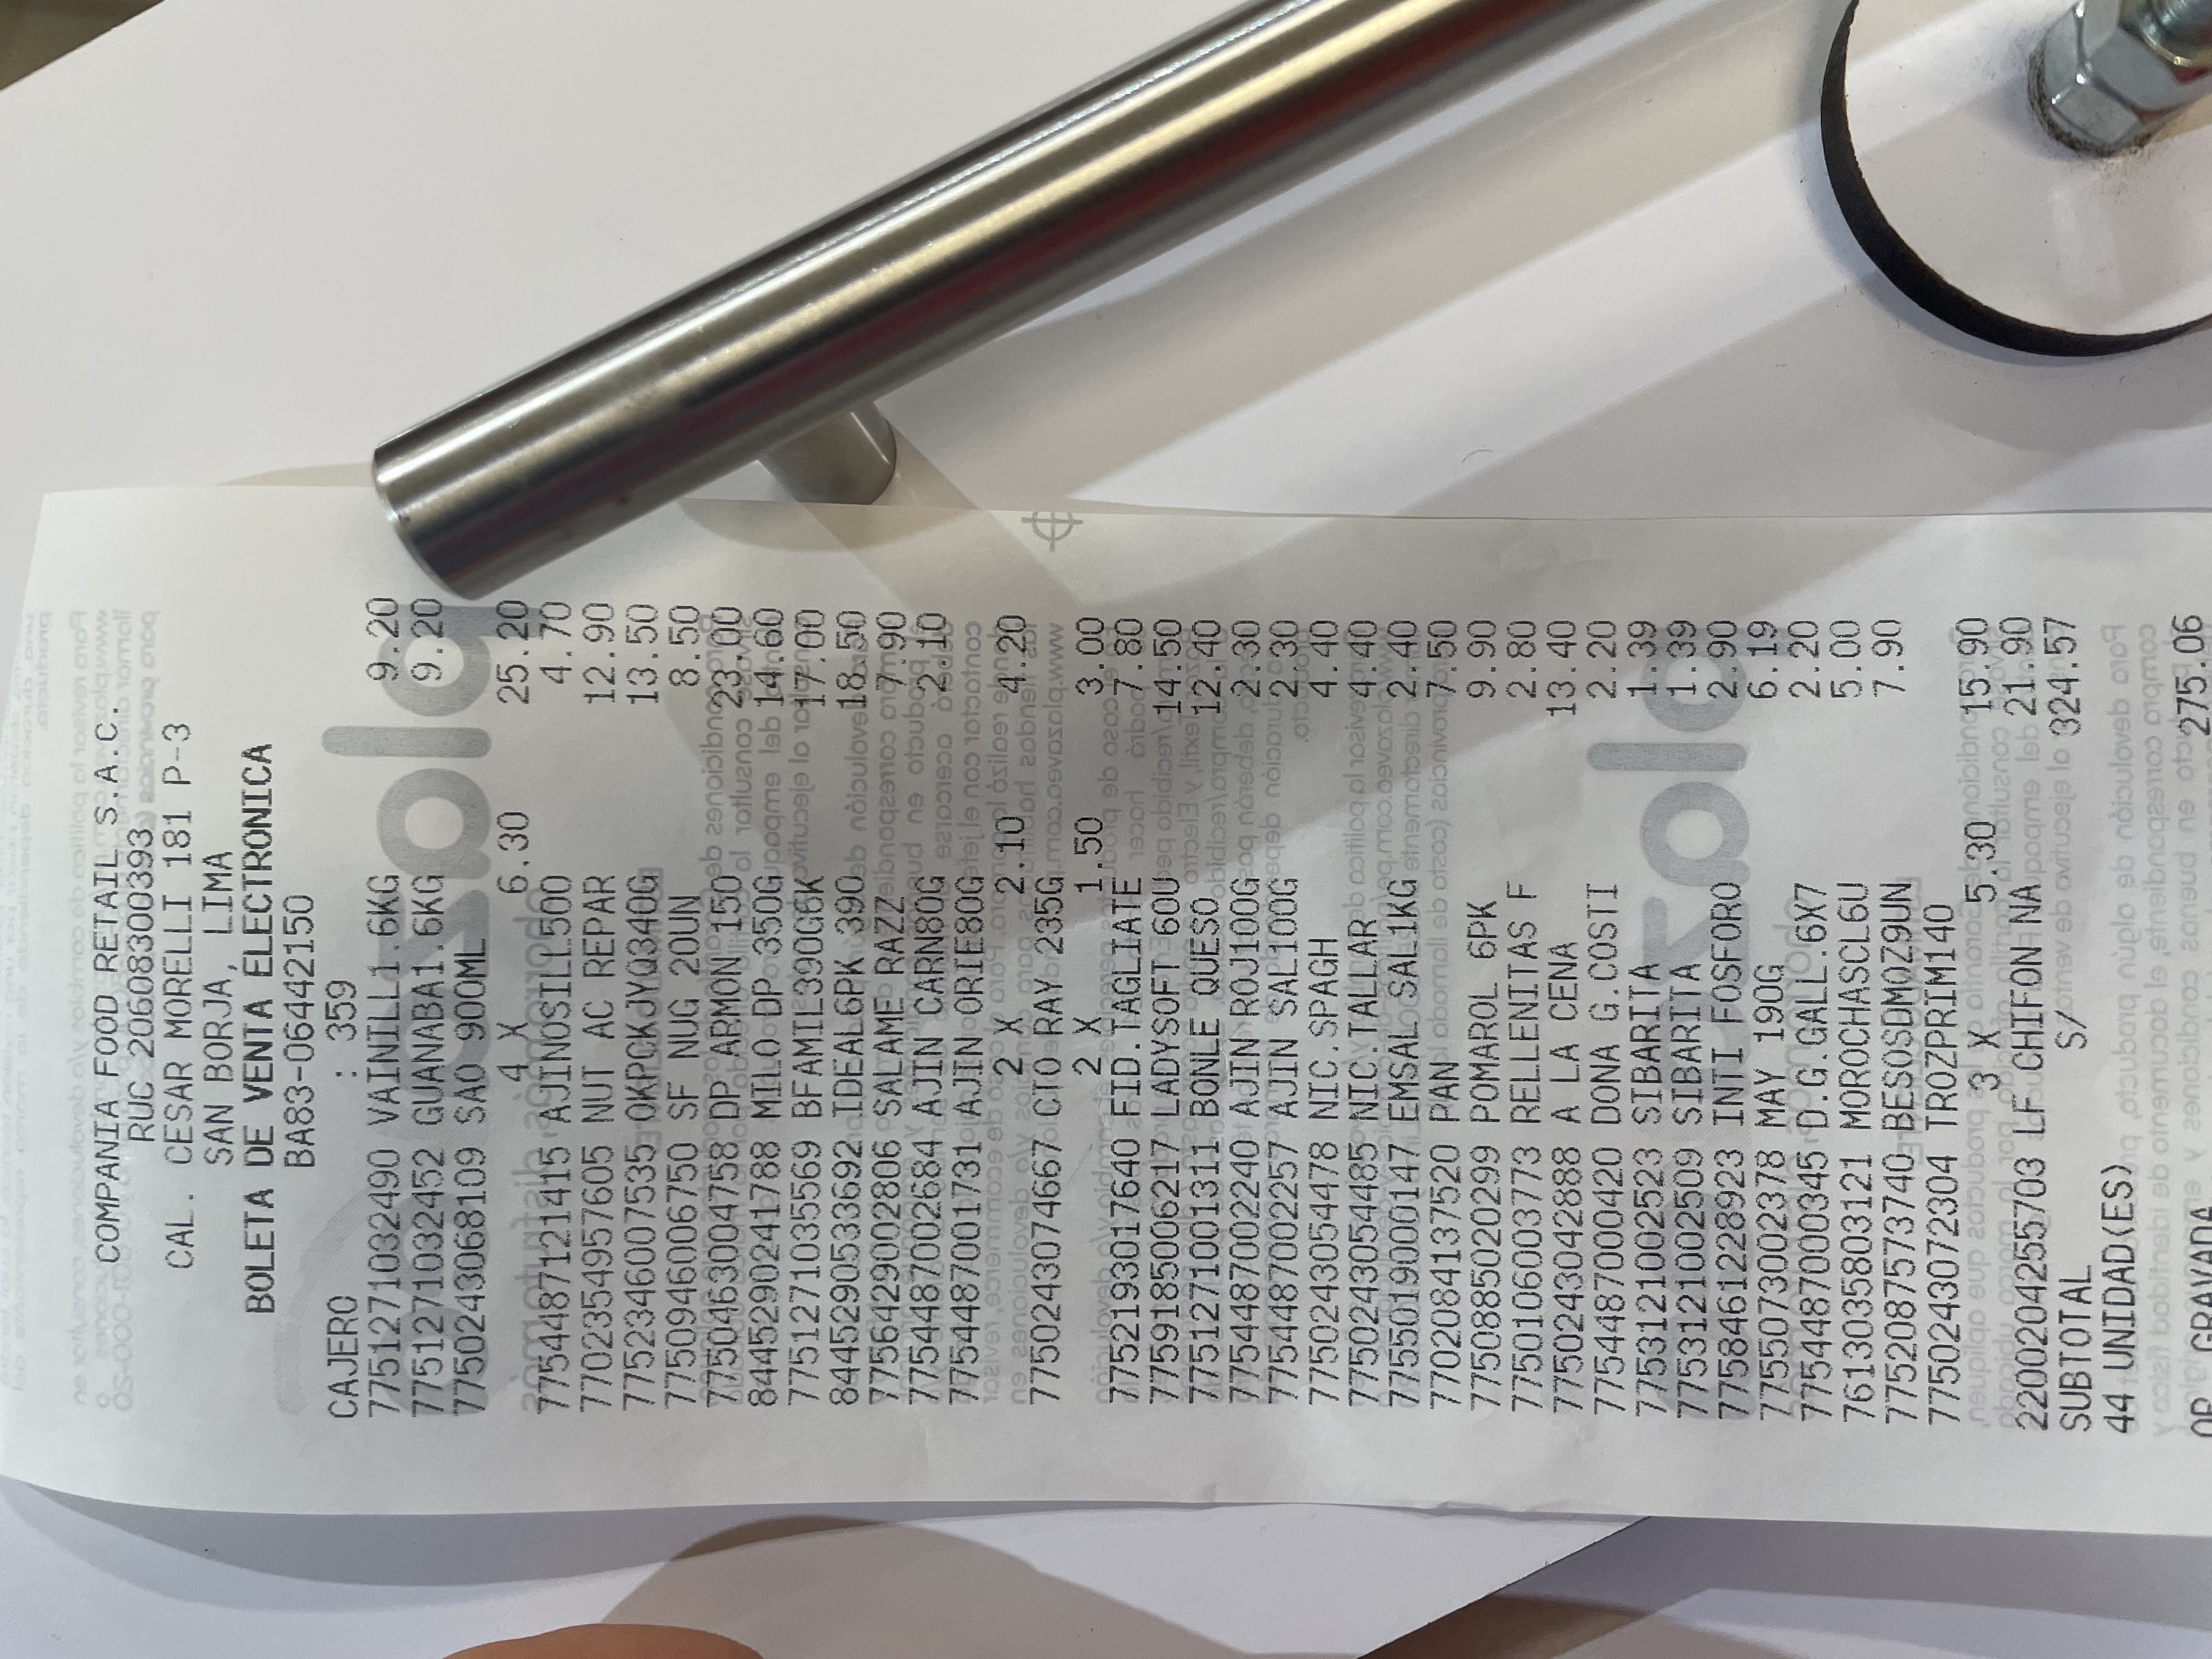 COMPANIA FOOD RETAIL S.A.C.
RUC 20608300393
CAL. CESAR MORELLI 181 P-3
SAN BORJA, LIMA
BOLETA DE VENTA ELECTRONICA
BA83-06442150
CAJERO : 359
7751271032490 VAINILL1.6KG 9.20
7751271032452 GUANABA1.6KG 9.20
7750243068109 SAO 900ML
4 X 6.30 25.20
7754487121415 AJINOSILL500 4.70
7702354957605 NUT AC REPAR 12.90
7752346007535 OKPCKJYQ340G 13.50
7750946006750 SF NUG 20UN 8.50
7750463004758 DP ARMON 150 23.00
8445290241788 MILO DP 350G 14.60
7751271035569 BFAMIL390G6K 17.00
8445290533692 IDEAL6PK 390 18.50
7756429002806 SALAME RAZZ 7.90
7754487002684 AJIN CARN80G 2.10
7754487001731 AJIN ORIE80G
2 X 2.10 4.20
7750243074667 CTO RAY 235G
2 X 1.50 3.00
7752193017640 FID.TAGLIATE 7.80
7759185006217 LADYSOFT 60U 14.50
7751271001311 BONLE QUESO 12.40
7754487002240 AJIN ROJ100G 2.30
7754487002257 AJIN SAL100G 2.30
7750243054478 NIC.SPAGH 4.40
7750243054485 NIC.TALLAR 4.40
7755019000147 EMSAL SAL1KG 2.40
7702084137520 PAN 7.50
7750885020299 POMAROL 6PK 9.90
7750106003773 RELLENITAS F 2.80
7750243042888 A LA CENA 13.40
7754487000420 DONA G.COSTI 2.20
7753121002523 SIBARITA 1.39
7753121002509 SIBARITA 1.39
7758461228923 INTI FOSFORO 2.90
7755073002378 MAY 190G 6.19
7754487000345 D.G.GALL.6X7 2.20
7613035803121 MOROCHASCL6U 5.00
7752087573740 BESOSDMOZ9UN 7.90
7750243072304 TROZPRIM140
3 X 5.30 15.90
2200204255703 LF CHIFON NA 21.90
SUBTOTAL S/ 324.57
44 UNIDAD(ES)
OP. GRAVADA 275.06